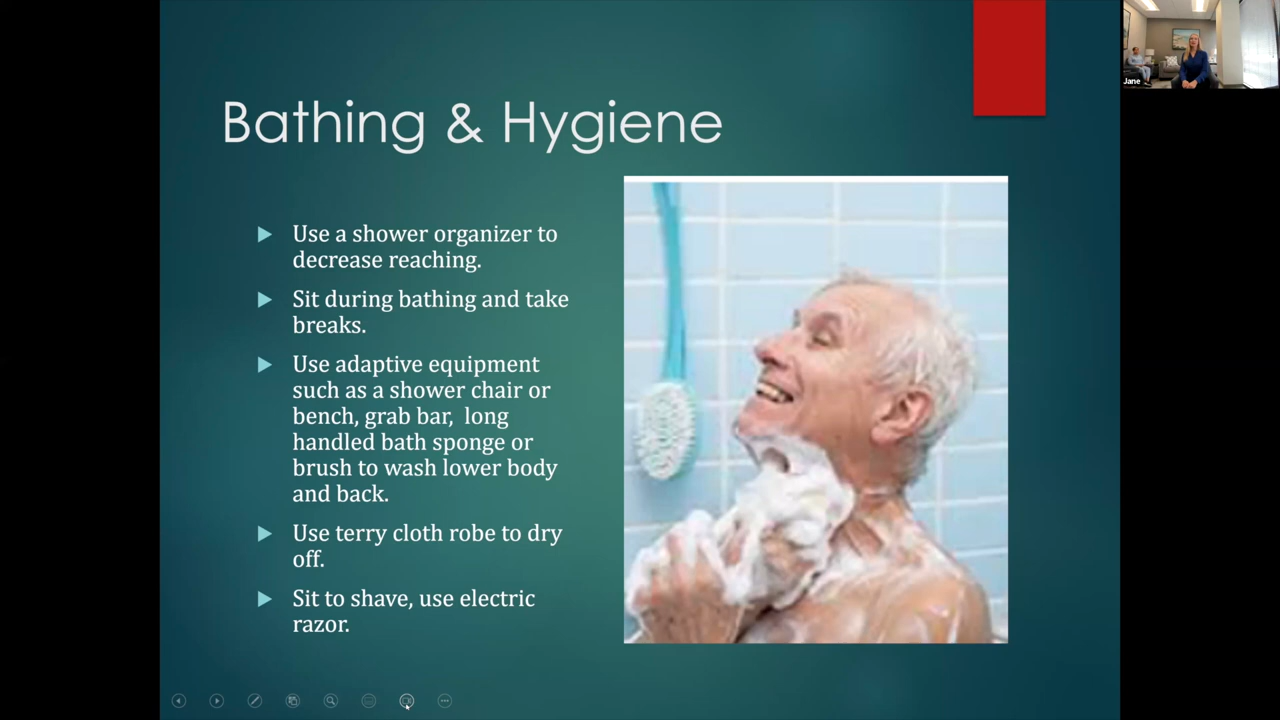 Bathing & Hygiene
Use a shower organizer to
decrease reaching.
Sit during bathing and take
breaks.
Use adaptive equipment
such as a shower chair or
bench, grab bar,  long
handled bath sponge or
brush to wash lower body
and back.
Use terry cloth robe to dry
off.
Sit to shave, use electric
razor.
Jane